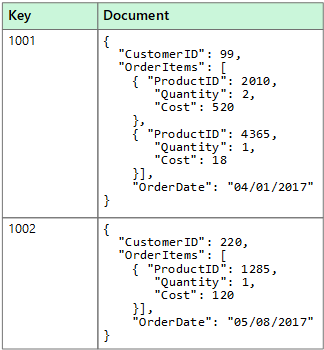 Key Document
1001 {
"CustomerID": 99,
"OrderItems": [
{ "ProductID": 2010,
"Quantity": 2,
"Cost": 520
},
{ "ProductID": 4365,
"Quantity": 1,
"Cost": 18
}],
"OrderDate": "04/01/2017"
}
1002 {
"CustomerID": 220,
"OrderItems": [
{ "ProductID": 1285,
"Quantity": 1,
"Cost": 120
}],
"OrderDate": "05/08/2017"
}